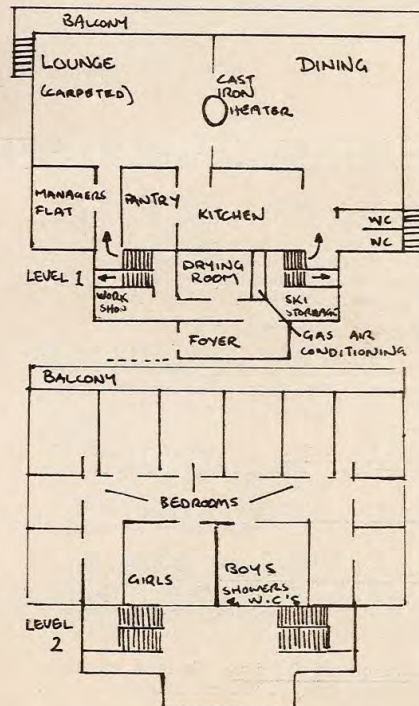 BALCONY
LOUNGE
(CARPETED)
DINING
CAST
IRON
HEATER
MANAGERS
FLAT
PANTRY
KITCHEN
WC
WC
LEVEL 1
DRYING
ROOM
WORK
SHOP
SKI
STORAGE
FOYER
GAS AIR
CONDITIONING
BALCONY
BEDROOMS
GIRLS
BOYS
SHOWERS
& W.C'S
LEVEL
2